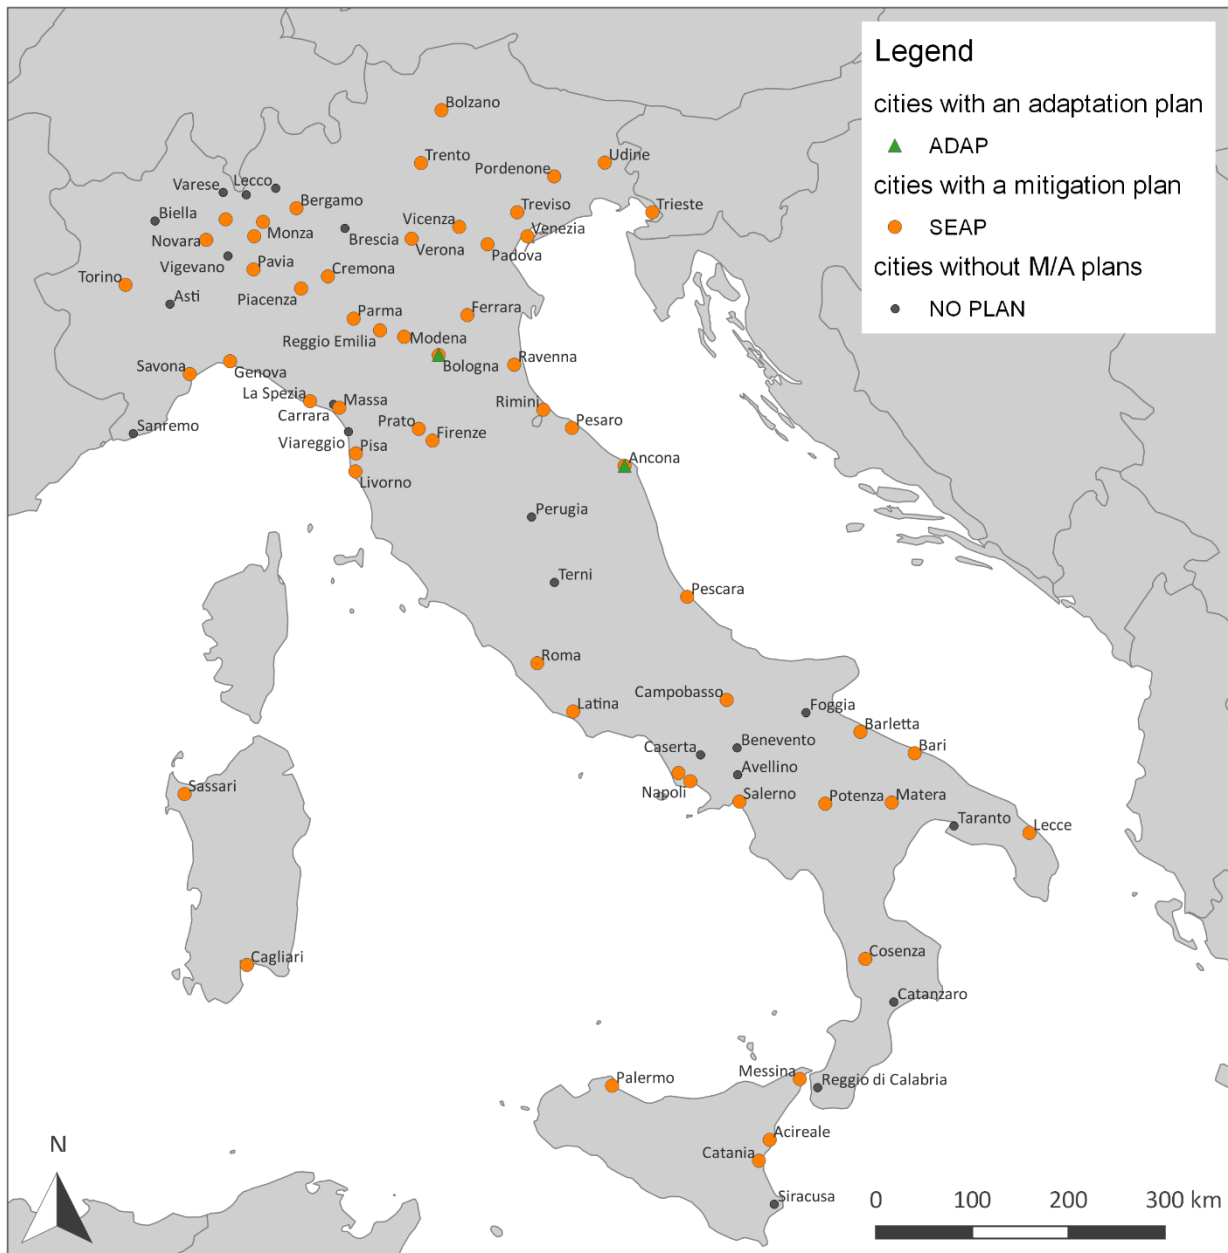 Legend
cities with an adaptation plan
ADAP
cities with a mitigation plan
SEAP
cities without M/A plans
NO PLAN
Bolzano
Trento
Udine
Pordenone
Varese
Lecco
Bergamo
Biella
Treviso
Trieste
Vicenza
Venezia
Monza
Brescia
Novara
Verona
Padova
Vigevano
Pavia
Cremona
Torino
Piacenza
Asti
Parma
Ferrara
Reggio Emilia
Modena
Bologna
Ravenna
Savona
Genova
La Spezia
Massa
Carrara
Rimini
Prato
Pesaro
Sanremo
Firenze
Viareggio
Pisa
Ancona
Livorno
Perugia
Terni
Pescara
Roma
Campobasso
Latina
Foggia
Barletta
Caserta
Benevento
Bari
Avellino
Sassari
Napoli
Salerno
Potenza
Matera
Taranto
Lecce
Cosenza
Cagliari
Catanzaro
Messina
Palermo
Reggio di Calabria
Acireale
Catania
Siracusa
N
0 100 200 300 km